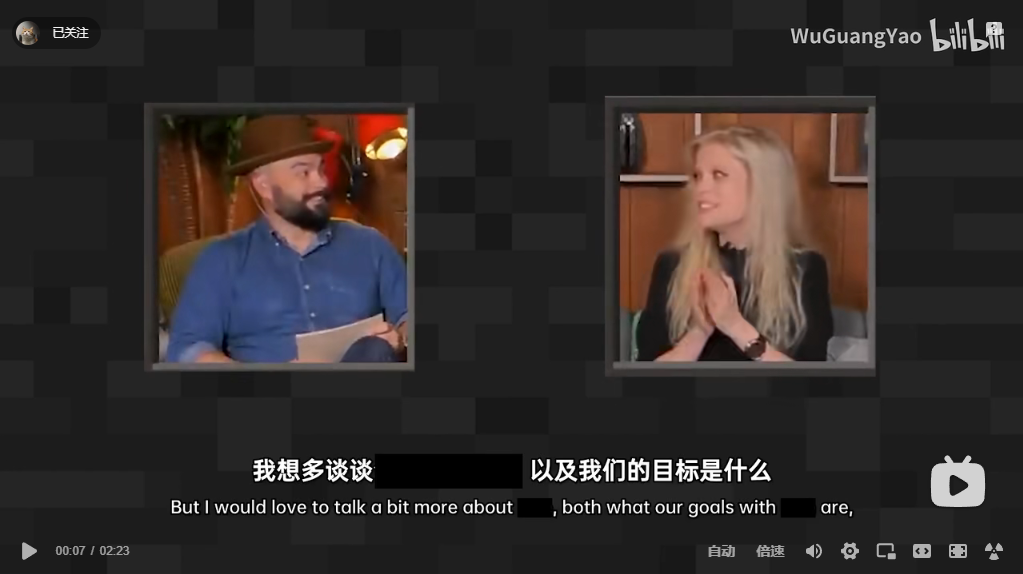 已关注
WuGuangYao bilibili
我想多谈谈 以及我们的目标是什么
But I would love to talk a bit more about , both what our goals with are,
00:07 / 02:23
自动 倍速